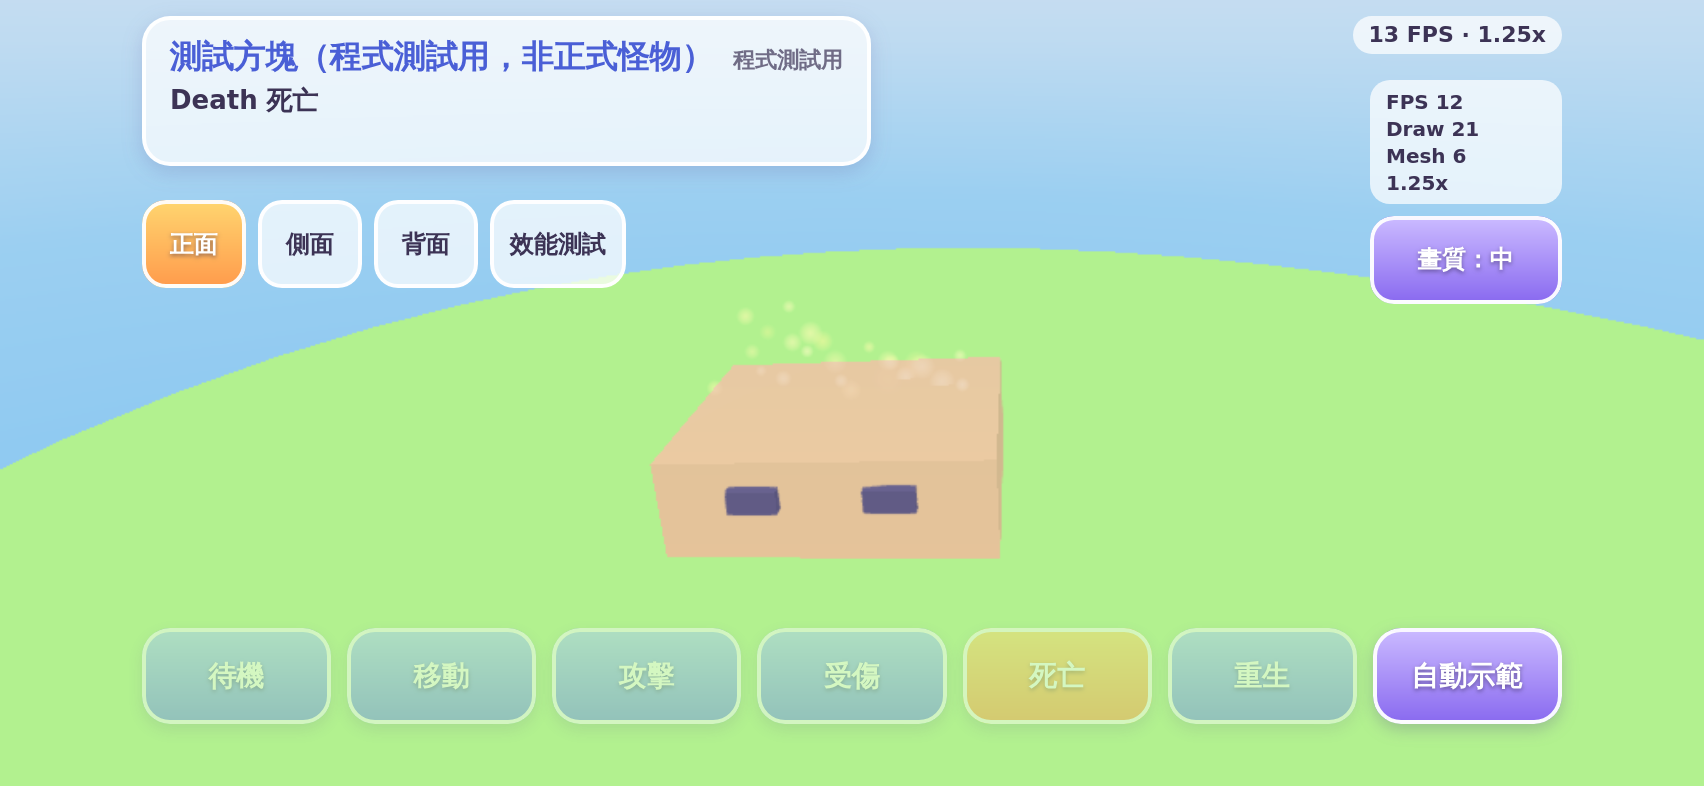 測試方塊（程式測試用，非正式怪物） 程式測試用
Death 死亡
13 FPS · 1.25x
FPS 12
Draw 21
Mesh 6
1.25x
正面
側面
背面
效能測試
畫質：中
待機
移動
攻擊
受傷
死亡
重生
自動示範